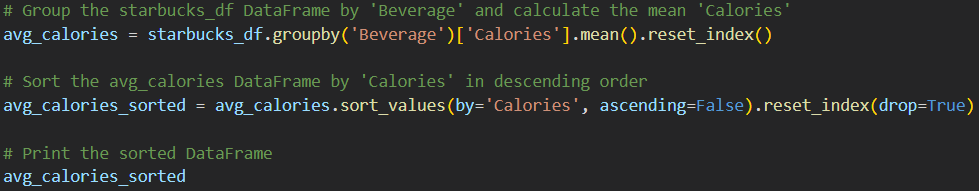 # Group the starbucks_df DataFrame by 'Beverage' and calculate the mean 'Calories'
avg_calories = starbucks_df.groupby('Beverage')['Calories'].mean().reset_index()
# Sort the avg_calories DataFrame by 'Calories' in descending order
avg_calories_sorted = avg_calories.sort_values(by='Calories', ascending=False).reset_index(drop=True)
# Print the sorted DataFrame
avg_calories_sorted